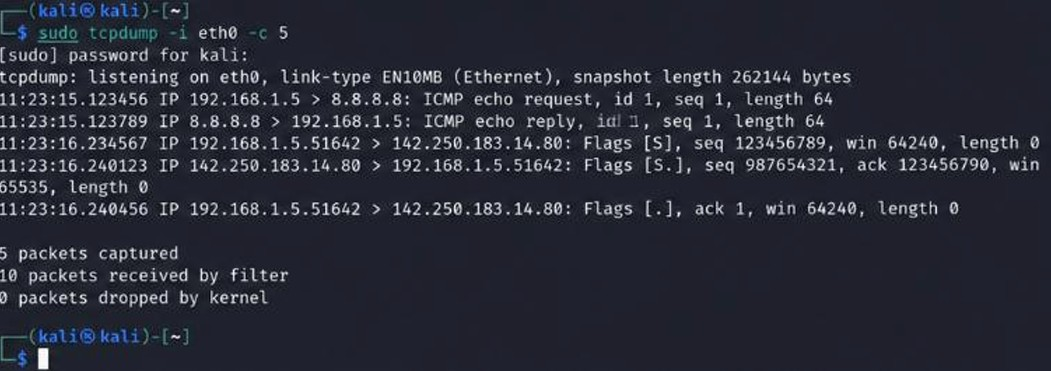 ┌──(kali㉿kali)-[~]
└─$ sudo tcpdump -i eth0 -c 5
[sudo] password for kali:
tcpdump: listening on eth0, link-type EN10MB (Ethernet), snapshot length 262144 bytes
11:23:15.123456 IP 192.168.1.5 > 8.8.8.8: ICMP echo request, id 1, seq 1, length 64
11:23:15.123789 IP 8.8.8.8 > 192.168.1.5: ICMP echo reply, id 1, seq 1, length 64
11:23:16.234567 IP 192.168.1.5.51642 > 142.250.183.14.80: Flags [S], seq 123456789, win 64240, length 0
11:23:16.240123 IP 142.250.183.14.80 > 192.168.1.5.51642: Flags [S.], seq 987654321, ack 123456790, win
65535, length 0
11:23:16.240456 IP 192.168.1.5.51642 > 142.250.183.14.80: Flags [.], ack 1, win 64240, length 0
5 packets captured
10 packets received by filter
0 packets dropped by kernel
┌──(kali㉿kali)-[~]
└─$